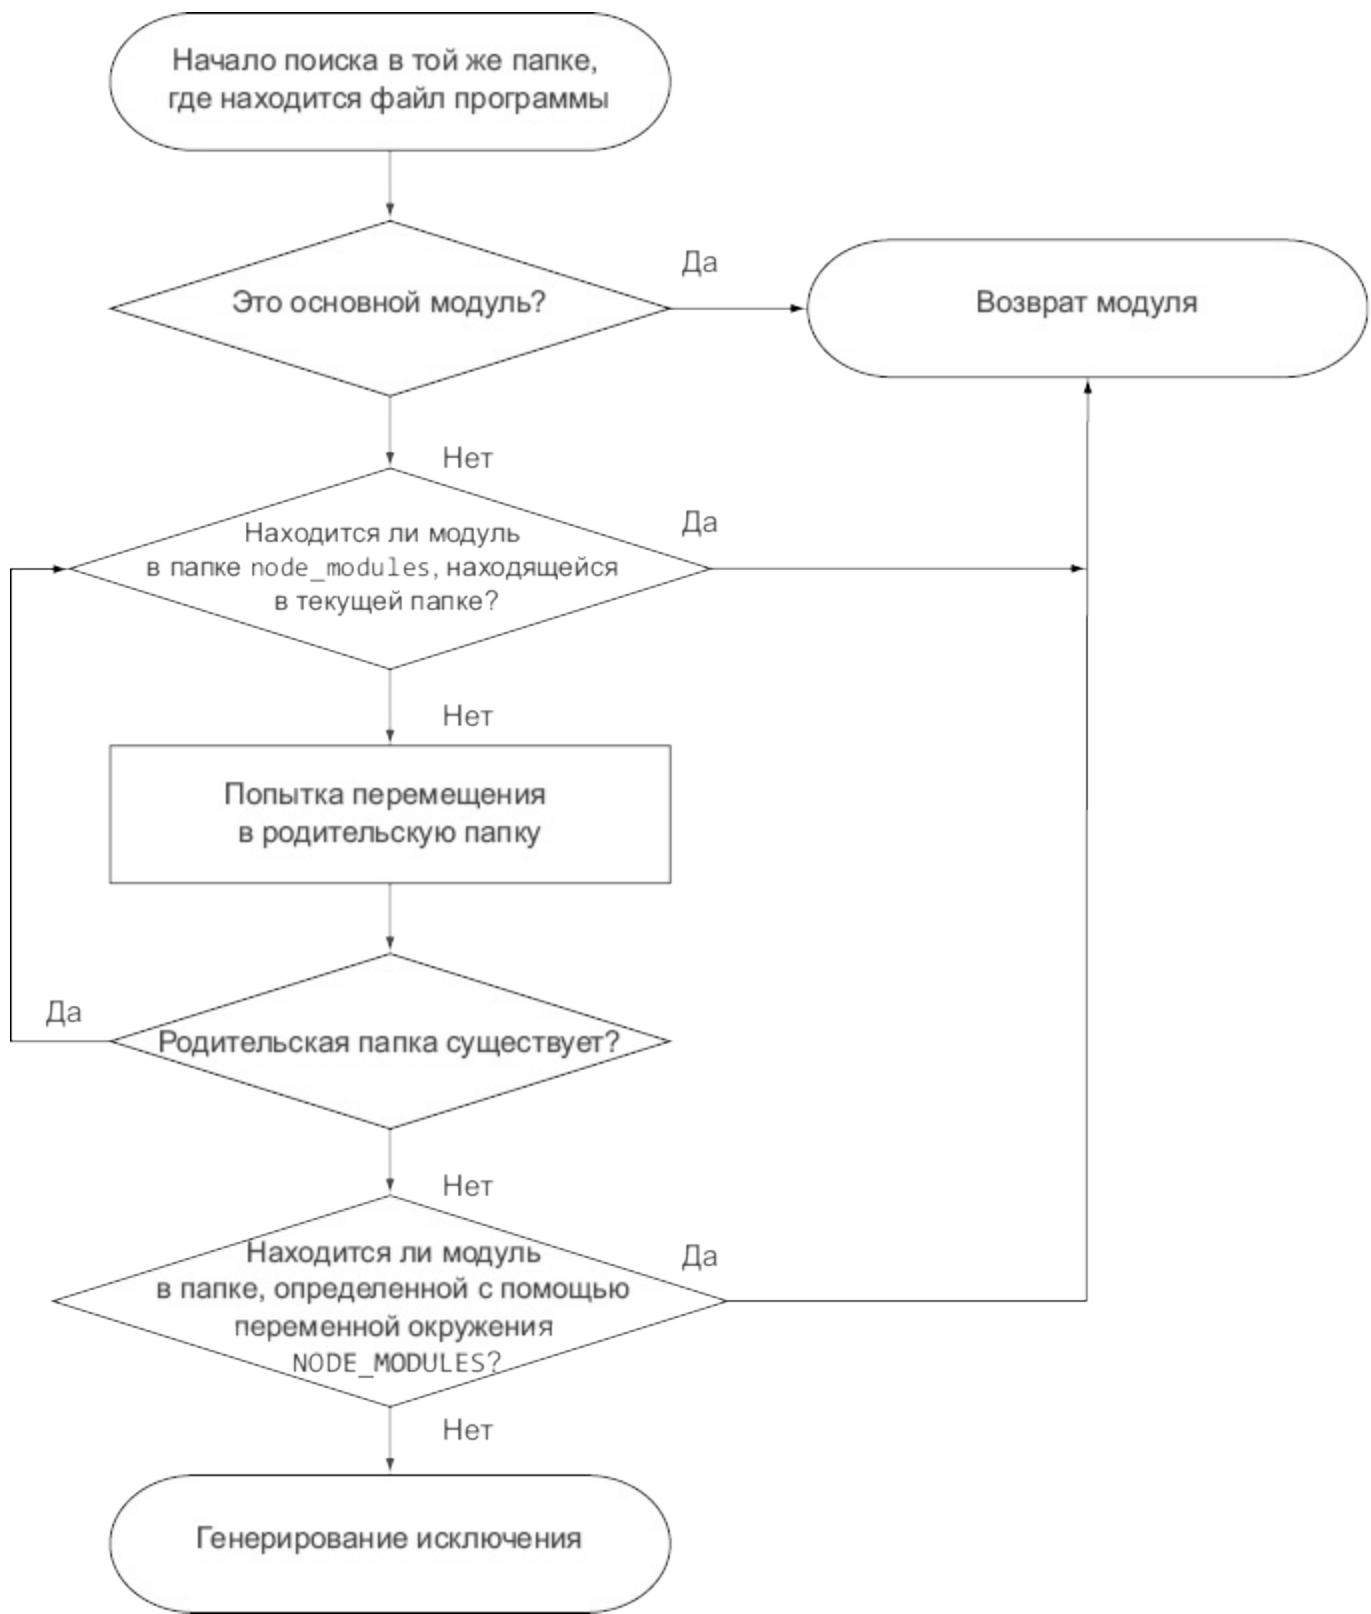 Начало поиска в той же папке,
где находится файл программы
Да
Это основной модуль?
Возврат модуля
Нет
Находится ли модуль
в папке node_modules, находящейся
в текущей папке?
Да
Нет
Попытка перемещения
в родительскую папку
Да
Родительская папка существует?
Нет
Находится ли модуль
в папке, определенной с помощью
переменной окружения
NODE_MODULES?
Да
Нет
Генерирование исключения